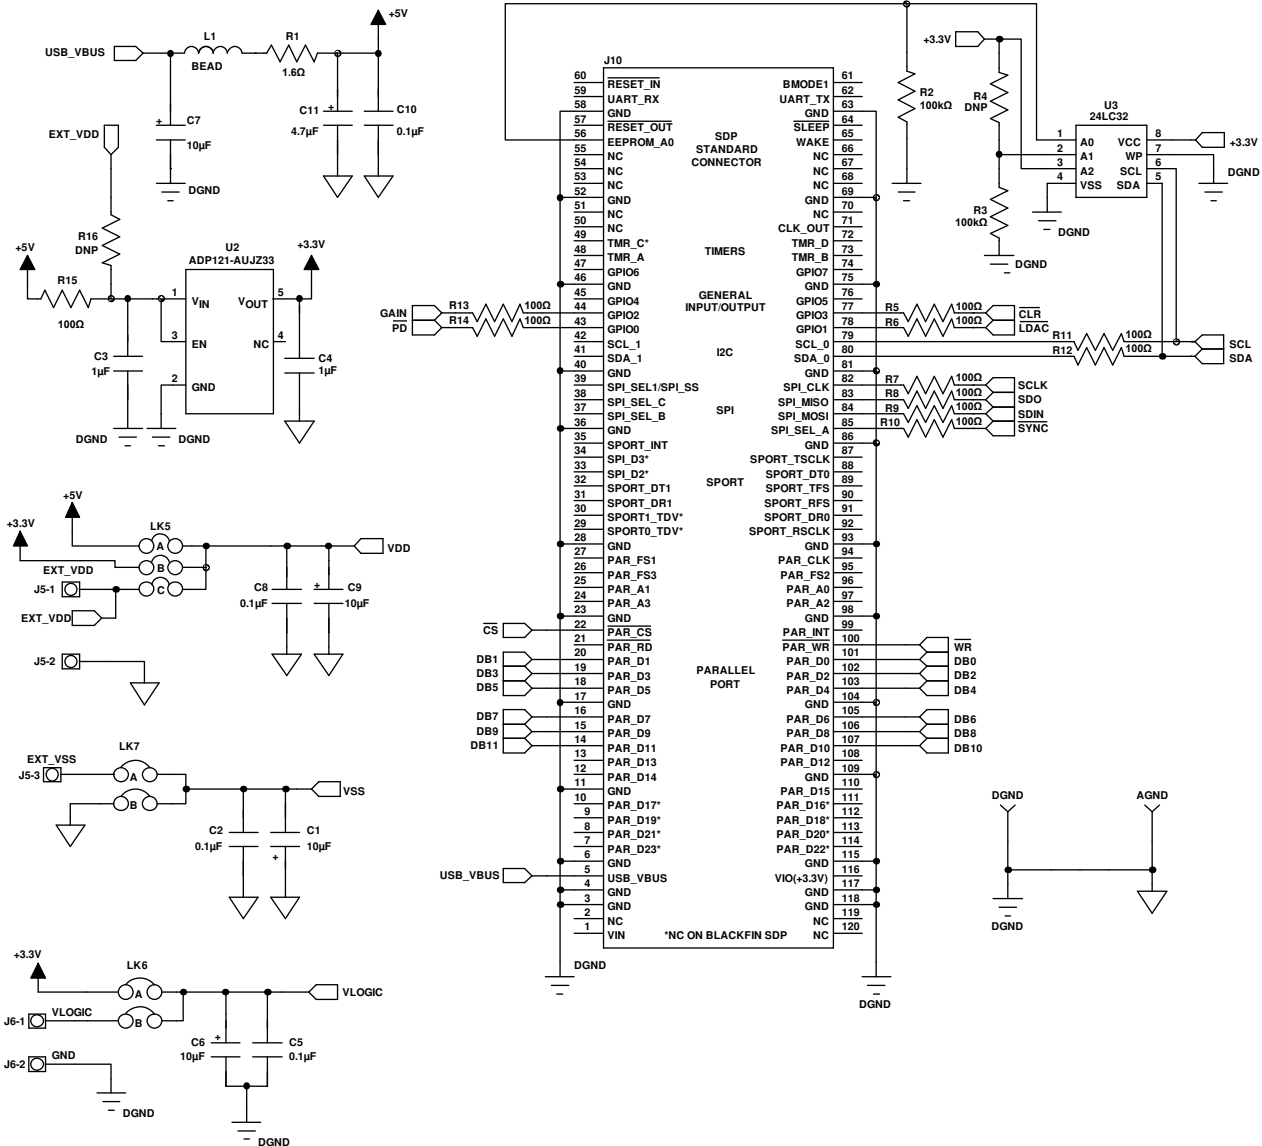 USB_VBUS
L1
BEAD
R1
1.6Ω
+5V
C7
10µF
+
DGND
C11
4.7µF
+
C10
0.1µF
EXT_VDD
R16
DNP
+5V
R15
100Ω
U2
ADP121-AUJZ33
1 VIN
3 EN
2 GND
VOUT 5
NC 4
+3.3V
C3
1µF
C4
1µF
DGND
DGND
+5V
+3.3V
LK5
A
B
C
EXT_VDD
J5-1
EXT_VDD
J5-2
C8
0.1µF
+
C9
10µF
VDD
LK7
EXT_VSS
J5-3
A
B
C2
0.1µF
C1
10µF
+
VSS
+3.3V
LK6
A
B
J6-1
VLOGIC
J6-2
GND
DGND
C6
10µF
+
C5
0.1µF
VLOGIC
DGND
J10
SDP
STANDARD
CONNECTOR
TIMERS
GENERAL
INPUT/OUTPUT
I2C
SPI
SPORT
PARALLEL
PORT
*NC ON BLACKFIN SDP
60 RESET_IN
59 UART_RX
58 GND
57 RESET_OUT
56 EEPROM_A0
55 NC
54 NC
53 NC
52 GND
51 NC
50 NC
49 TMR_C*
48 TMR_A
47 GPIO6
46 GND
45 GPIO4
44 GPIO2
43 GPIO0
42 SCL_1
41 SDA_1
40 GND
39 SPI_SEL1/SPI_SS
38 SPI_SEL_C
37 SPI_SEL_B
36 GND
35 SPORT_INT
34 SPI_D3*
33 SPI_D2*
32 SPORT_DT1
31 SPORT_DR1
30 SPORT1_TDV*
29 SPORT0_TDV*
28 GND
27 PAR_FS1
26 PAR_FS3
25 PAR_A1
24 PAR_A3
23 GND
22 PAR_CS
21 PAR_RD
20 PAR_D1
19 PAR_D3
18 PAR_D5
17 GND
16 PAR_D7
15 PAR_D9
14 PAR_D11
13 PAR_D13
12 PAR_D14
11 GND
10 PAR_D17*
9 PAR_D19*
8 PAR_D21*
7 PAR_D23*
6 GND
5 USB_VBUS
4 GND
3 GND
2 NC
1 VIN
BMODE1 61
UART_TX 62
GND 63
SLEEP 64
WAKE 65
NC 66
NC 67
NC 68
GND 69
NC 70
CLK_OUT 71
TMR_D 72
TMR_B 73
GPIO7 74
GND 75
GPIO5 76
GPIO3 77
GPIO1 78
SCL_0 79
SDA_0 80
GND 81
SPI_CLK 82
SPI_MISO 83
SPI_MOSI 84
SPI_SEL_A 85
GND 86
SPORT_TSCLK 87
SPORT_DT0 88
SPORT_TFS 89
SPORT_RFS 90
SPORT_DR0 91
SPORT_RSCLK 92
GND 93
PAR_CLK 94
PAR_FS2 95
PAR_A0 96
PAR_A2 97
GND 98
PAR_INT 99
PAR_WR 100
PAR_D0 101
PAR_D2 102
PAR_D4 103
GND 104
PAR_D6 105
PAR_D8 106
PAR_D10 107
PAR_D12 108
GND 109
PAR_D15 110
PAR_D16* 111
PAR_D18* 112
PAR_D20* 113
PAR_D22* 114
GND 115
VIO(+3.3V) 116
GND 117
GND 118
NC 119
NC 120
GAIN R13 100Ω
PD R14 100Ω
CS
DB1
DB3
DB5
DB7
DB9
DB11
USB_VBUS
DGND
DGND
R5 100Ω CLR
R6 100Ω LDAC
R11 100Ω SCL
R12 100Ω SDA
R7 100Ω SCLK
R8 100Ω SDO
R9 100Ω SDIN
R10 100Ω SYNC
WR
DB0
DB2
DB4
DB6
DB8
DB10
R2
100kΩ
+3.3V
R4
DNP
R3
100kΩ
DGND
U3
24LC32
1 A0
2 A1
3 A2
4 VSS
VCC 8
WP 7
SCL 6
SDA 5
+3.3V
DGND
DGND
DGND
AGND
DGND